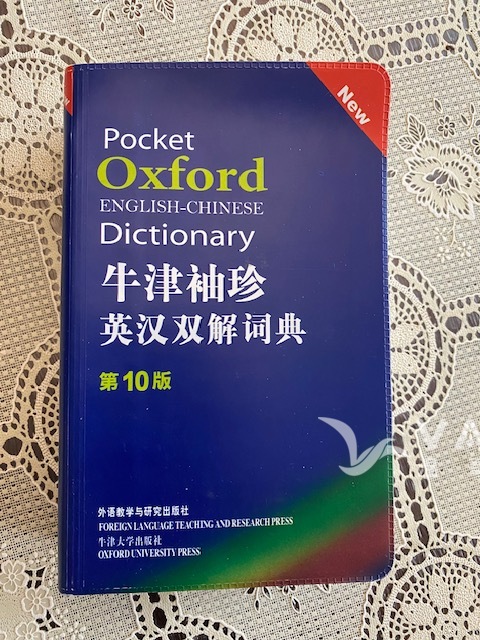 New
Pocket
Oxford
ENGLISH-CHINESE
Dictionary
牛津袖珍
英汉双解词典
第10版
VA
外语教学与研究出版社
FOREIGN LANGUAGE TEACHING AND RESEARCH PRESS
牛津大学出版社
OXFORD UNIVERSITY PRESS